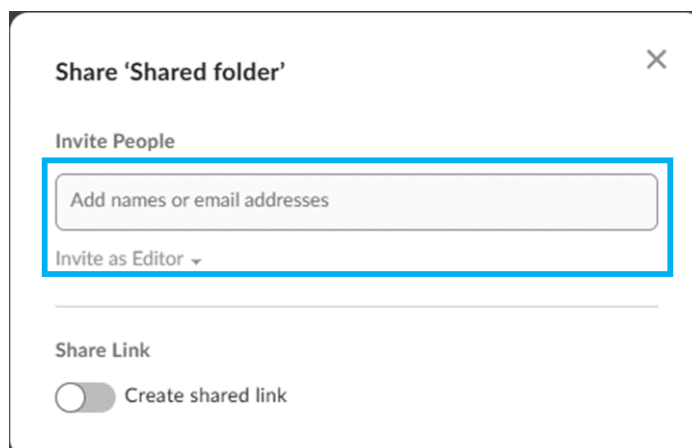 Share ‘Shared folder’
Invite People
Add names or email addresses
Invite as Editor
Share Link
Create shared link